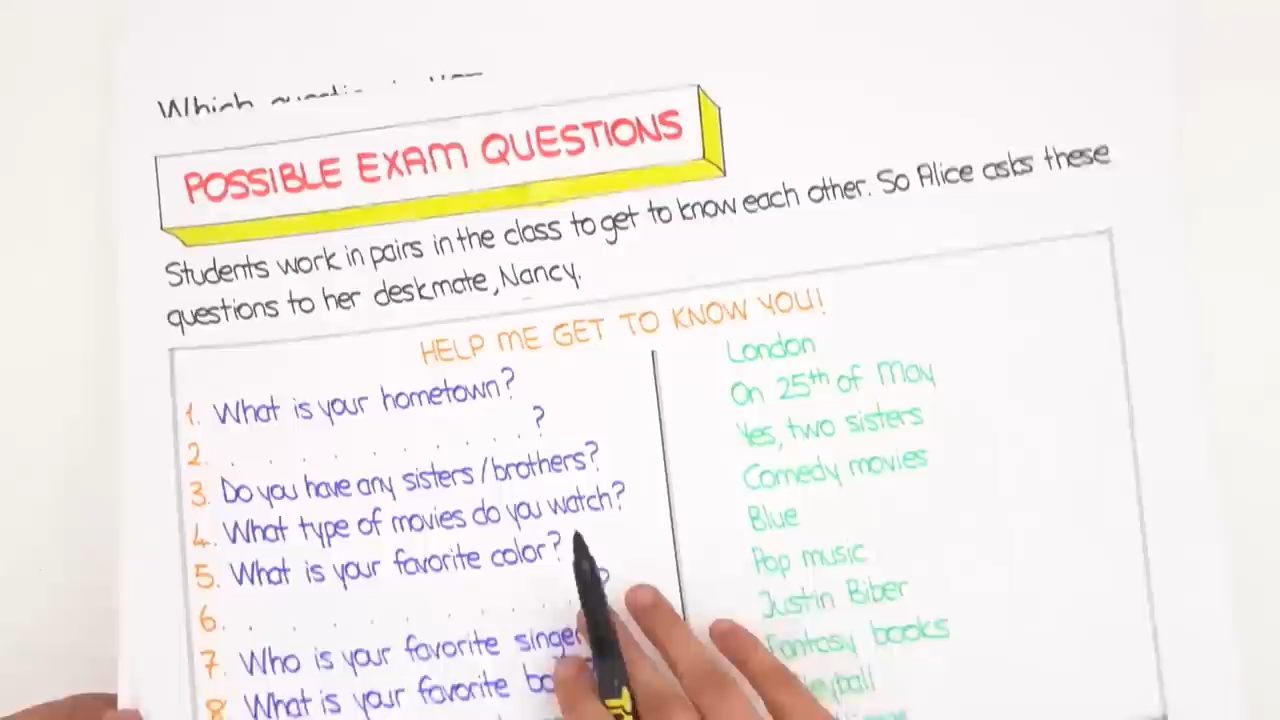 Which
POSSIBLE EXAM QUESTIONS
Students work in pairs in the class to get to know each other. So Alice asks these
questions to her deskmate, Nancy.
HELP ME GET TO KNOW YOU!
1. What is your hometown?
2. . . . . . . . . . ?
3. Do you have any sisters/brothers?
4. What type of movies do you watch?
5. What is your favorite color?
6. . . . . . . . . ?
7. Who is your favorite singer
8. What is your favorite
London
On 25th of May
Yes, two sisters
Comedy movies
Blue
Pop music
Justin Biber
Fantasy books